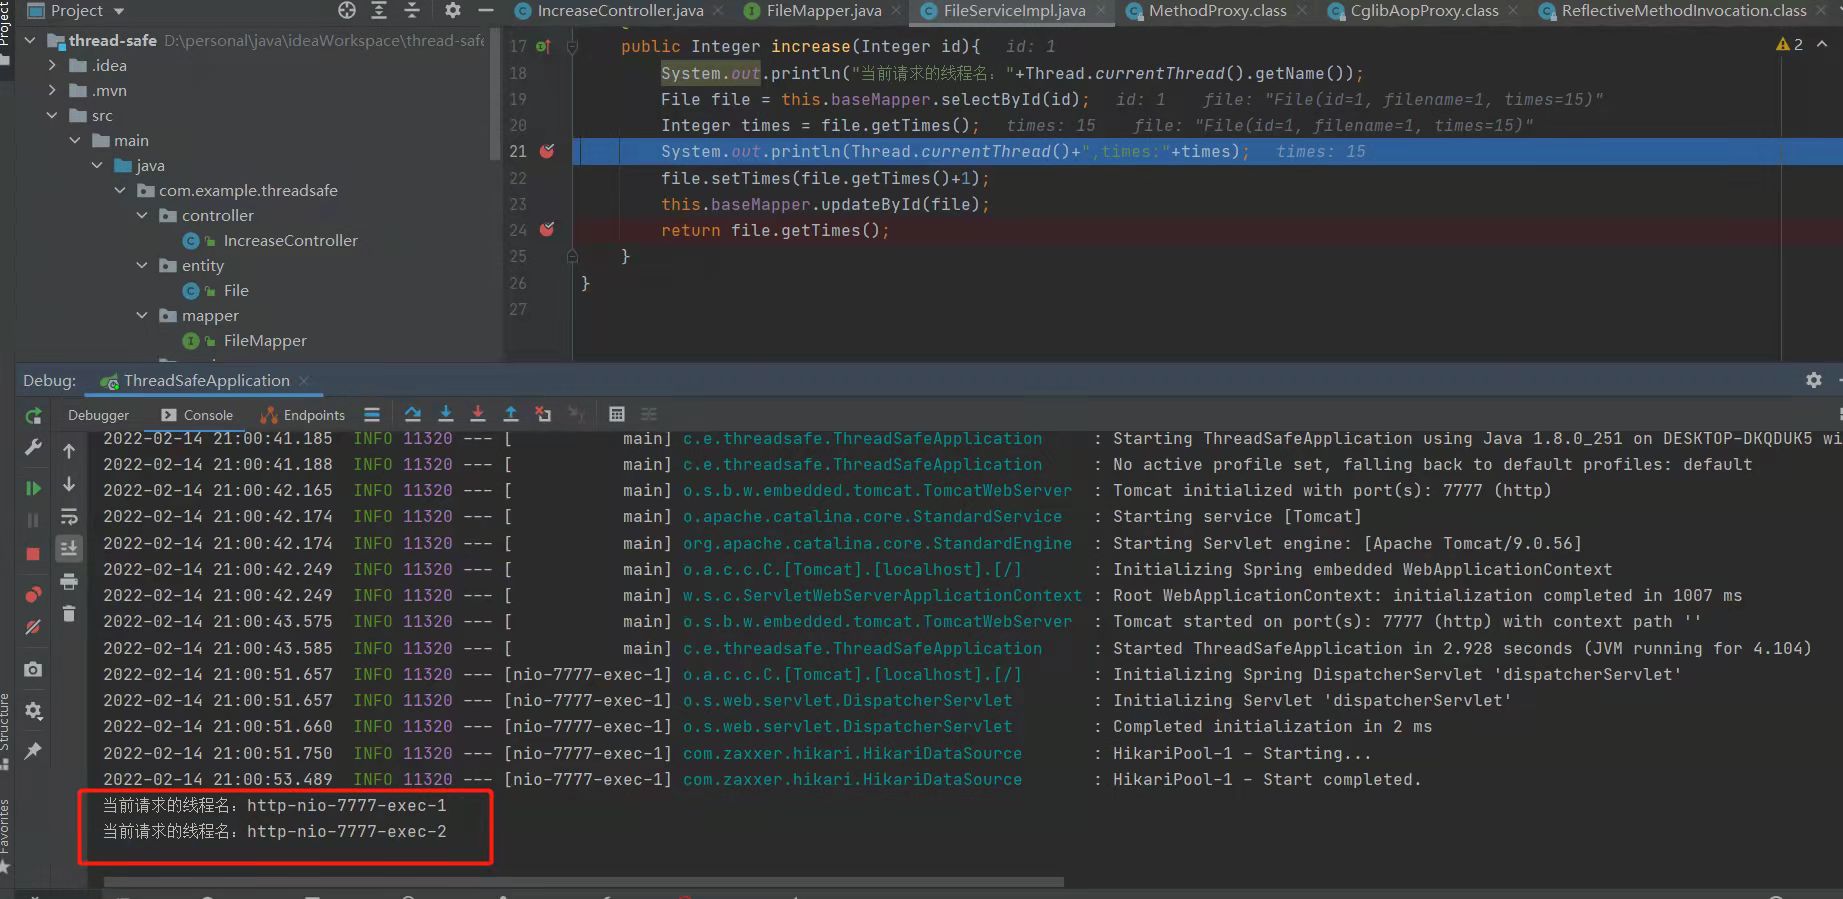 Project
thread-safe D:\personal\java\ideaWorkspace\thread-safe
.idea
.mvn
src
main
java
com.example.threadsafe
controller
IncreaseController
entity
File
mapper
FileMapper
IncreaseController.java FileMapper.java FileServiceImpl.java MethodProxy.class CglibAopProxy.class ReflectiveMethodInvocation.class
2
17 public Integer increase(Integer id){ id: 1
18 System.out.println("当前请求的线程名："+Thread.currentThread().getName());
19 File file = this.baseMapper.selectById(id); id: 1 file: "File(id=1, filename=1, times=15)"
20 Integer times = file.getTimes(); times: 15 file: "File(id=1, filename=1, times=15)"
21 System.out.println(Thread.currentThread()+",times:"+times); times: 15
22 file.setTimes(file.getTimes()+1);
23 this.baseMapper.updateById(file);
24 return file.getTimes();
25 }
26 }
27
Debug: ThreadSafeApplication
Debugger Console Endpoints
2022-02-14 21:00:41.185 INFO 11320 --- [ main] c.e.threadsafe.ThreadSafeApplication : Starting ThreadSafeApplication using Java 1.8.0_251 on DESKTOP-DKQDUK5 wi
2022-02-14 21:00:41.188 INFO 11320 --- [ main] c.e.threadsafe.ThreadSafeApplication : No active profile set, falling back to default profiles: default
2022-02-14 21:00:42.165 INFO 11320 --- [ main] o.s.b.w.embedded.tomcat.TomcatWebServer : Tomcat initialized with port(s): 7777 (http)
2022-02-14 21:00:42.174 INFO 11320 --- [ main] o.apache.catalina.core.StandardService : Starting service [Tomcat]
2022-02-14 21:00:42.174 INFO 11320 --- [ main] org.apache.catalina.core.StandardEngine : Starting Servlet engine: [Apache Tomcat/9.0.56]
2022-02-14 21:00:42.249 INFO 11320 --- [ main] o.a.c.c.C.[Tomcat].[localhost].[/] : Initializing Spring embedded WebApplicationContext
2022-02-14 21:00:42.249 INFO 11320 --- [ main] w.s.c.ServletWebServerApplicationContext : Root WebApplicationContext: initialization completed in 1007 ms
2022-02-14 21:00:43.575 INFO 11320 --- [ main] o.s.b.w.embedded.tomcat.TomcatWebServer : Tomcat started on port(s): 7777 (http) with context path ''
2022-02-14 21:00:43.585 INFO 11320 --- [ main] c.e.threadsafe.ThreadSafeApplication : Started ThreadSafeApplication in 2.928 seconds (JVM running for 4.104)
2022-02-14 21:00:51.657 INFO 11320 --- [nio-7777-exec-1] o.a.c.c.C.[Tomcat].[localhost].[/] : Initializing Spring DispatcherServlet 'dispatcherServlet'
2022-02-14 21:00:51.657 INFO 11320 --- [nio-7777-exec-1] o.s.web.servlet.DispatcherServlet : Initializing Servlet 'dispatcherServlet'
2022-02-14 21:00:51.660 INFO 11320 --- [nio-7777-exec-1] o.s.web.servlet.DispatcherServlet : Completed initialization in 2 ms
2022-02-14 21:00:51.750 INFO 11320 --- [nio-7777-exec-1] com.zaxxer.hikari.HikariDataSource : HikariPool-1 - Starting...
2022-02-14 21:00:53.489 INFO 11320 --- [nio-7777-exec-1] com.zaxxer.hikari.HikariDataSource : HikariPool-1 - Start completed.
当前请求的线程名：http-nio-7777-exec-1
当前请求的线程名：http-nio-7777-exec-2
Project
Structure
Favorites